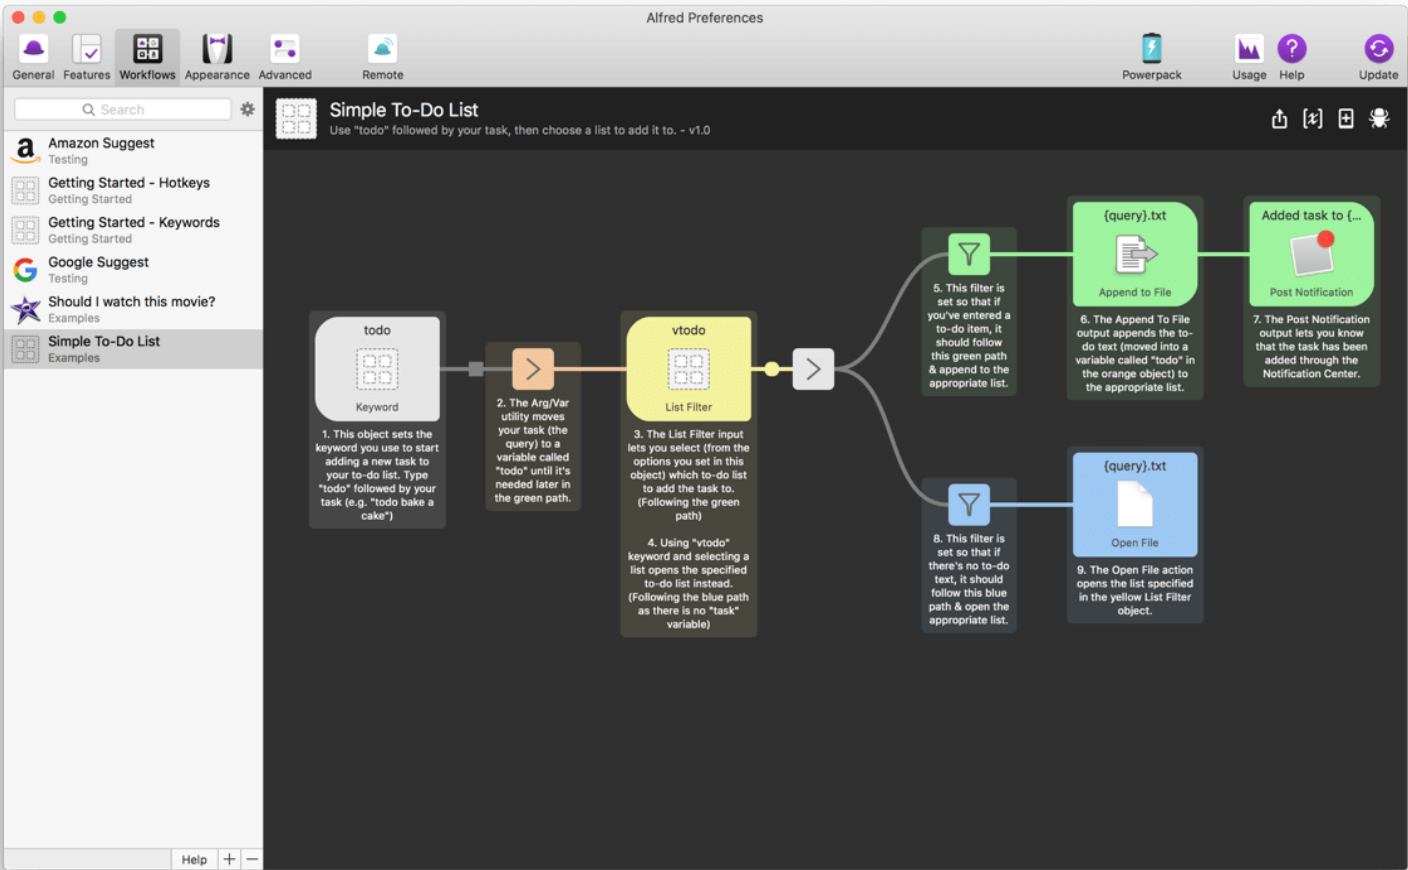 Alfred Preferences
General
Features
Workflows
Appearance
Advanced
Remote
Powerpack
Usage
Help
Update
Search
Amazon Suggest
Testing
Getting Started - Hotkeys
Getting Started
Getting Started - Keywords
Getting Started
Google Suggest
Testing
Should I watch this movie?
Examples
Simple To-Do List
Examples
Help
Simple To-Do List
Use "todo" followed by your task, then choose a list to add it to. - v1.0
todo
Keyword
1. This object sets the
keyword you use to start
adding a new task to
your to-do list. Type
"todo" followed by your
task (e.g. "todo bake a
cake")
2. The Arg/Var
utility moves
your task (the
query) to a
variable called
"todo" until it's
needed later in
the green path.
vtodo
List Filter
3. The List Filter input
lets you select (from the
options you set in this
object) which to-do list
to add the task to.
(Following the green
path)
4. Using "vtodo"
keyword and selecting a
list opens the specified
to-do list instead.
(Following the blue path
as there is no "task"
variable)
5. This filter is
set so that if
you've entered a
to-do item, it
should follow
this green path
& append to the
appropriate list.
{query}.txt
Append to File
6. The Append To File
output appends the to-
do text (moved into a
variable called "todo" in
the orange object) to
the appropriate list.
Added task to {...
Post Notification
7. The Post Notification
output lets you know
that the task has been
added through the
Notification Center.
8. This filter is
set so that if
there's no to-do
text, it should
follow this blue
path & open the
appropriate list.
{query}.txt
Open File
9. The Open File action
opens the list specified
in the yellow List Filter
object.